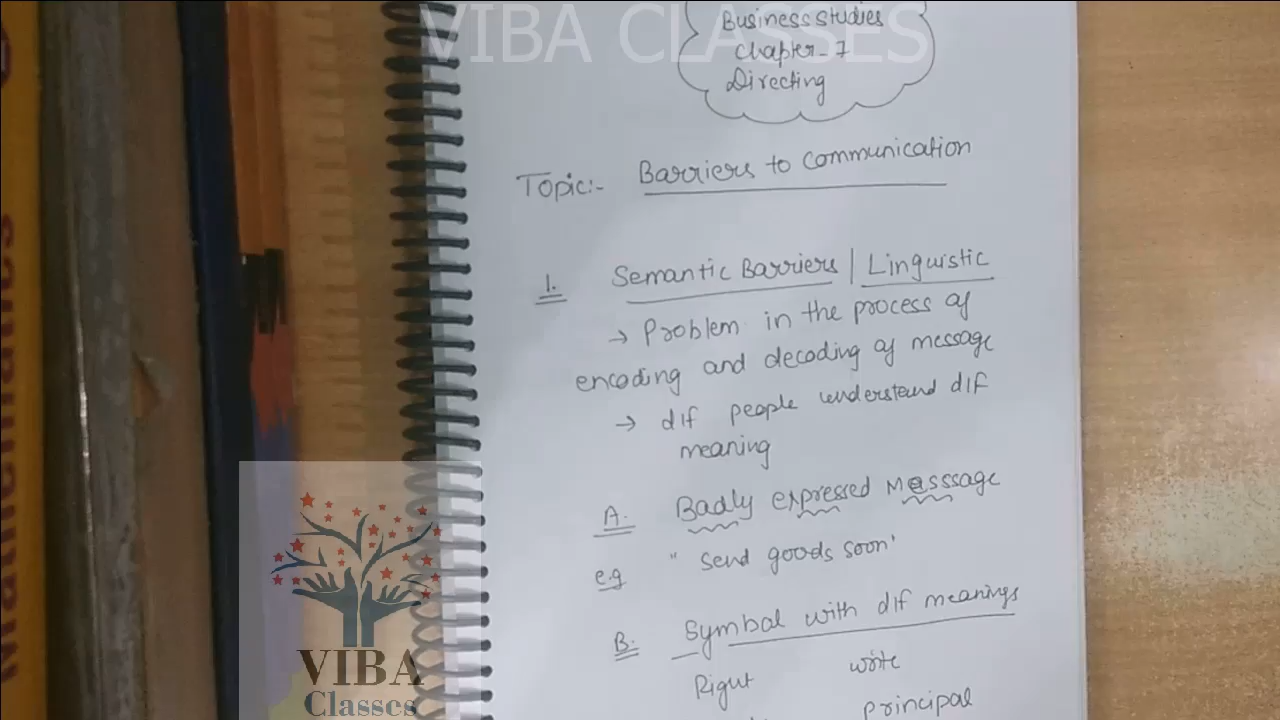 VIBA CLASSES
Business studies
Chapter-7
Directing
Topic:- Barriers to communication
1. Semantic Barriers | Linguistic
→ Problem in the process of
encoding and decoding of message
→ dif people understand dif
meaning
A. Badly expressed Messsage
e.g " Send goods soon'
B. Symbol with dif meanings
Right write
principal
Mathematics
VIBA
Classes